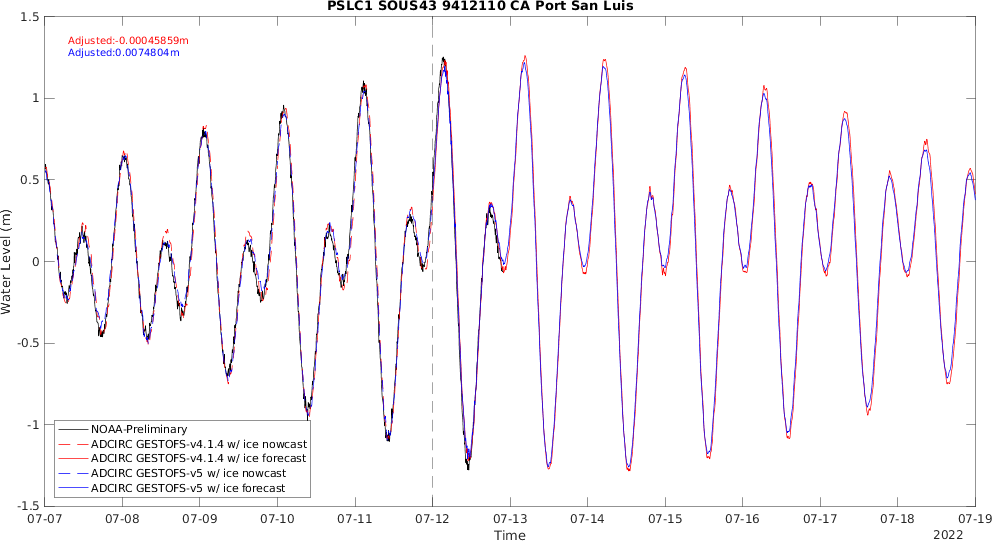 PSLC1 SOUS43 9412110 CA Port San Luis
Adjusted:-0.00045859m
Adjusted:0.0074804m
1.5
1
0.5
0
-0.5
-1
-1.5
Water Level (m)
NOAA-Preliminary
ADCIRC GESTOFS-v4.1.4 w/ ice nowcast
ADCIRC GESTOFS-v4.1.4 w/ ice forecast
ADCIRC GESTOFS-v5 w/ ice nowcast
ADCIRC GESTOFS-v5 w/ ice forecast
07-07 07-08 07-09 07-10 07-11 07-12 07-13 07-14 07-15 07-16 07-17 07-18 07-19
Time
2022